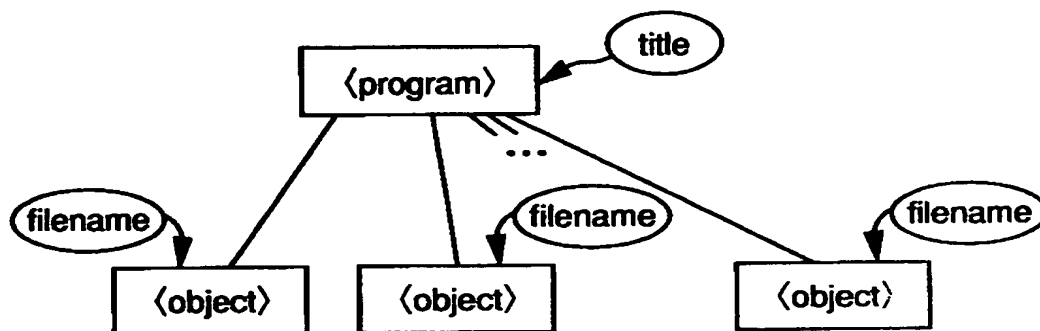 title
⟨program⟩
...
filename
filename
filename
⟨object⟩
⟨object⟩
⟨object⟩